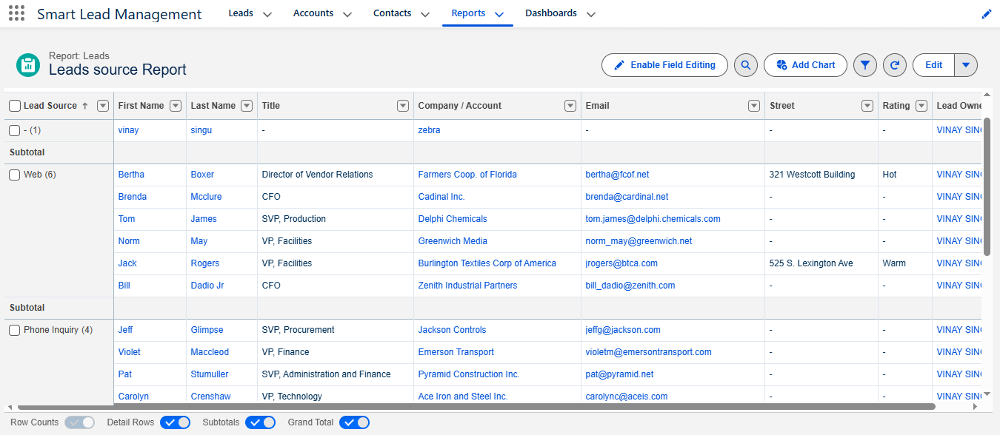 Smart Lead Management Leads Accounts Contacts Reports Dashboards
Report: Leads
Leads source Report
Enable Field Editing Add Chart Edit
Lead Source ↑ First Name Last Name Title Company / Account Email Street Rating Lead Owne
- (1) vinay singu - zebra - - - VINAY SIN
Subtotal
Web (6) Bertha Boxer Director of Vendor Relations Farmers Coop. of Florida bertha@fcof.net 321 Westcott Building Hot VINAY SIN
Brenda Mcclure CFO Cadinal Inc. brenda@cardinal.net - - VINAY SIN
Tom James SVP, Production Delphi Chemicals tom.james@delphi.chemicals.com - - VINAY SIN
Norm May VP, Facilities Greenwich Media norm_may@greenwich.net - - VINAY SIN
Jack Rogers VP, Facilities Burlington Textiles Corp of America jrogers@btca.com 525 S. Lexington Ave Warm VINAY SIN
Bill Dadio Jr CFO Zenith Industrial Partners bill_dadio@zenith.com - - VINAY SIN
Subtotal
Phone Inquiry (4) Jeff Glimpse SVP, Procurement Jackson Controls jeffg@jackson.com - - VINAY SIN
Violet Maccleod VP, Finance Emerson Transport violetm@emersontransport.com - - VINAY SIN
Pat Stumuller SVP, Administration and Finance Pyramid Construction Inc. pat@pyramid.net - - VINAY SIN
Carolyn Crenshaw VP, Technology Ace Iron and Steel Inc. carolync@aceis.com - - VINAY SIN
Row Counts Detail Rows Subtotals Grand Total